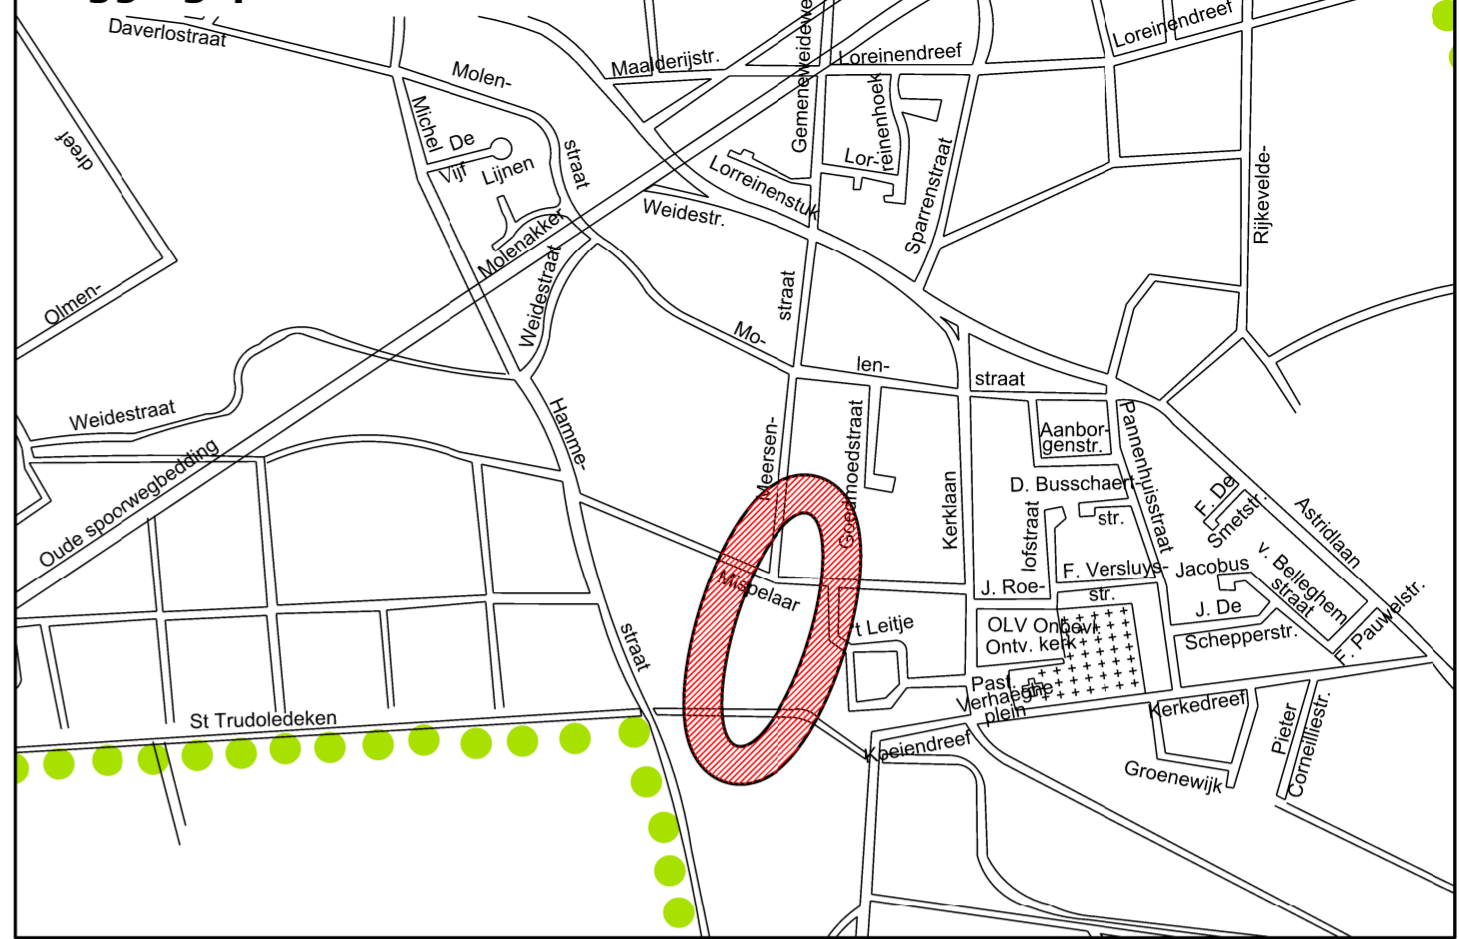 Daverlostraat
Molen-
Maalderijstr.
Loreinendreef
Loreinendreef
Michel
De
Vijf
Lijnen
straat
Gemeneweidewe
Lor-
reinenhoek
dreef
Lorreinenstuk
Weidestr.
Sparrenstraat
Rijkevelde-
Molenakker
Weidestraat
Olmen-
straat
Mo-
len-
straat
Weidestraat
Hamme-
Oude spoorwegbedding
Meersen-
Goedmoedstraat
Kerklaan
Aanbor-
genstr.
Pannenhuisstraat
D. Busschaert-
str.
lofstraat
F. De
Smetstr.
Astridlaan
Mispelaar
J. Roe-
F. Versluys-
str.
Jacobus
v. Belleghem
straat
J. De
Schepperstr.
F. Pauwelstr.
't Leitje
OLV Onbevl.
Ontv. kerk
straat
Past.
Verhaeghe
plein
St Trudoledeken
Koeiendreef
Kerkedreef
Groenewijk
Pieter
Corneilliestr.